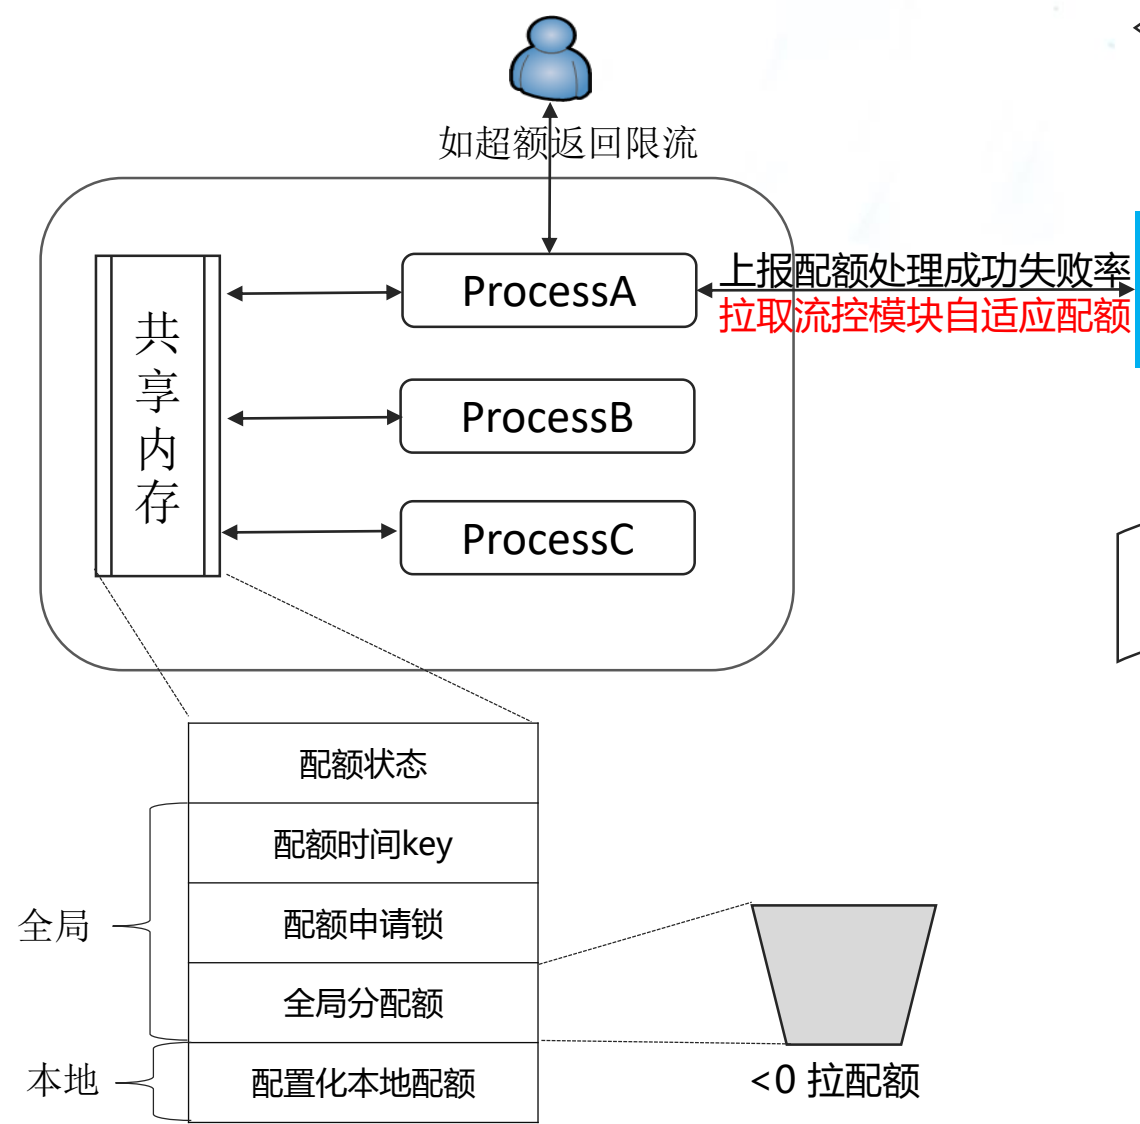 如超额返回限流
共享内存
ProcessA
上报配额处理成功失败率
拉取流控模块自适应配额
ProcessB
ProcessC
配额状态
配额时间key
全局
配额申请锁
全局分配额
本地
配置化本地配额
<0 拉配额